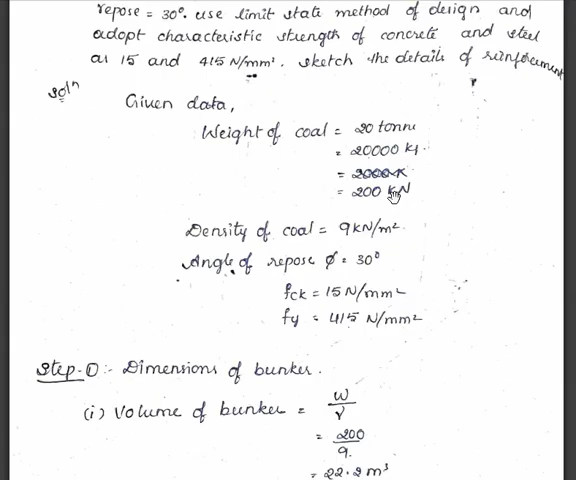 repose = 30°. use limit state method of design and
adopt characteristic strength of concrete and steel
as 15 and 415 N/mm². sketch the details of reinforcement
Soln
Given data,
Weight of coal = 20 tonne
= 20000 kg.
= 2000 K
= 200 KN
Density of coal = 9KN/m²
Angle of repose φ = 30°
fck = 15 N/mm²
fy = 415 N/mm²
Step-① :- Dimensions of bunker.
(i) Volume of bunker = W/γ
= 200/9.
= 22.2 m³